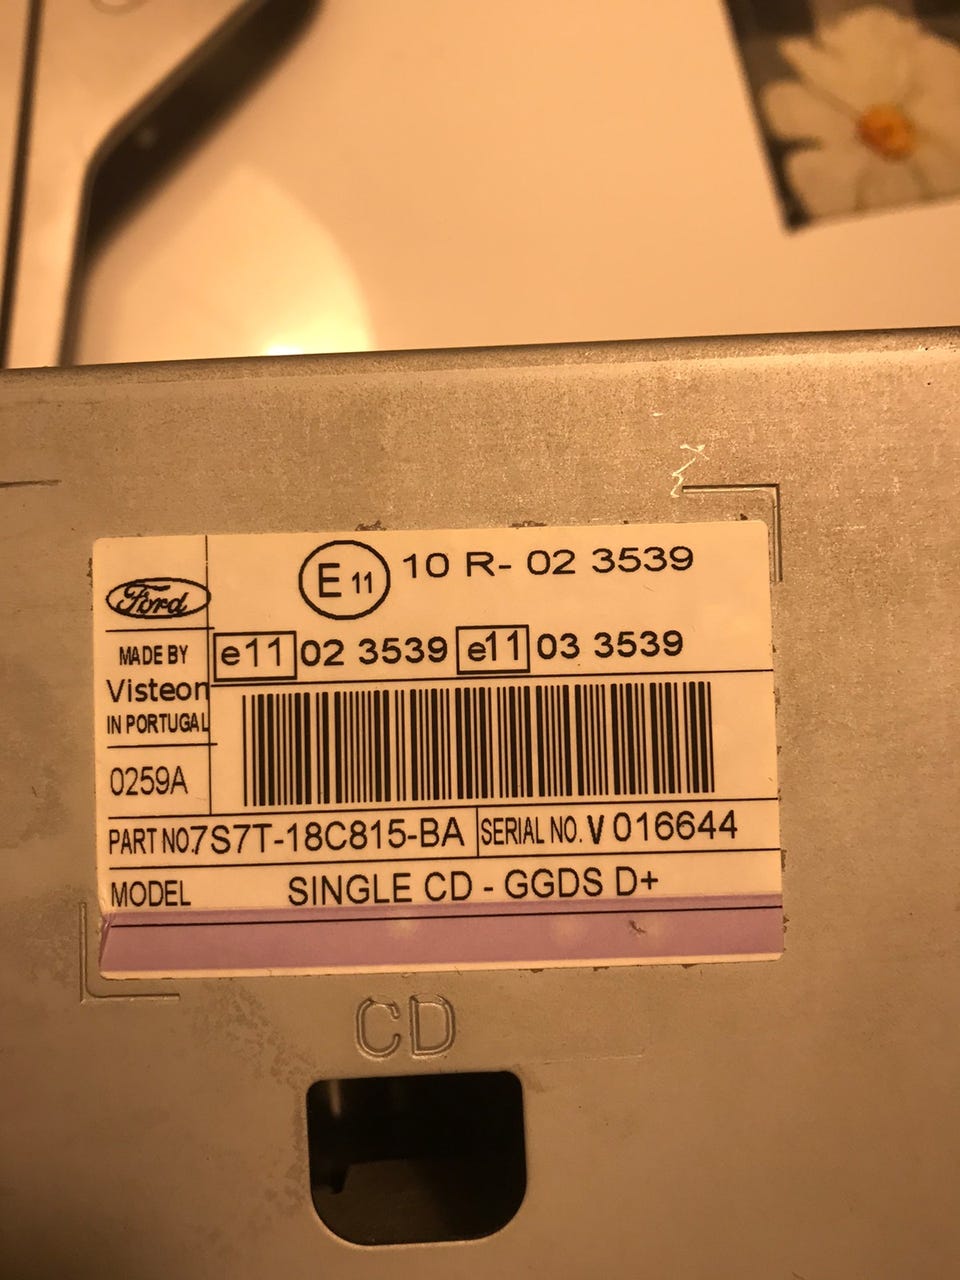 Ford
E 11 10 R- 02 3539
MADE BY
Visteon
IN PORTUGAL
e11 02 3539 e11 03 3539
0259A
PART NO.7S7T-18C815-BA SERIAL NO. V 016644
MODEL SINGLE CD - GGDS D+
CD